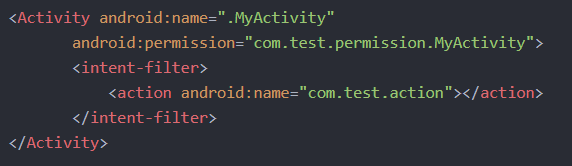 <Activity android:name=".MyActivity"
android:permission="com.test.permission.MyActivity">
<intent-filter>
<action android:name="com.test.action"></action>
</intent-filter>
</Activity>